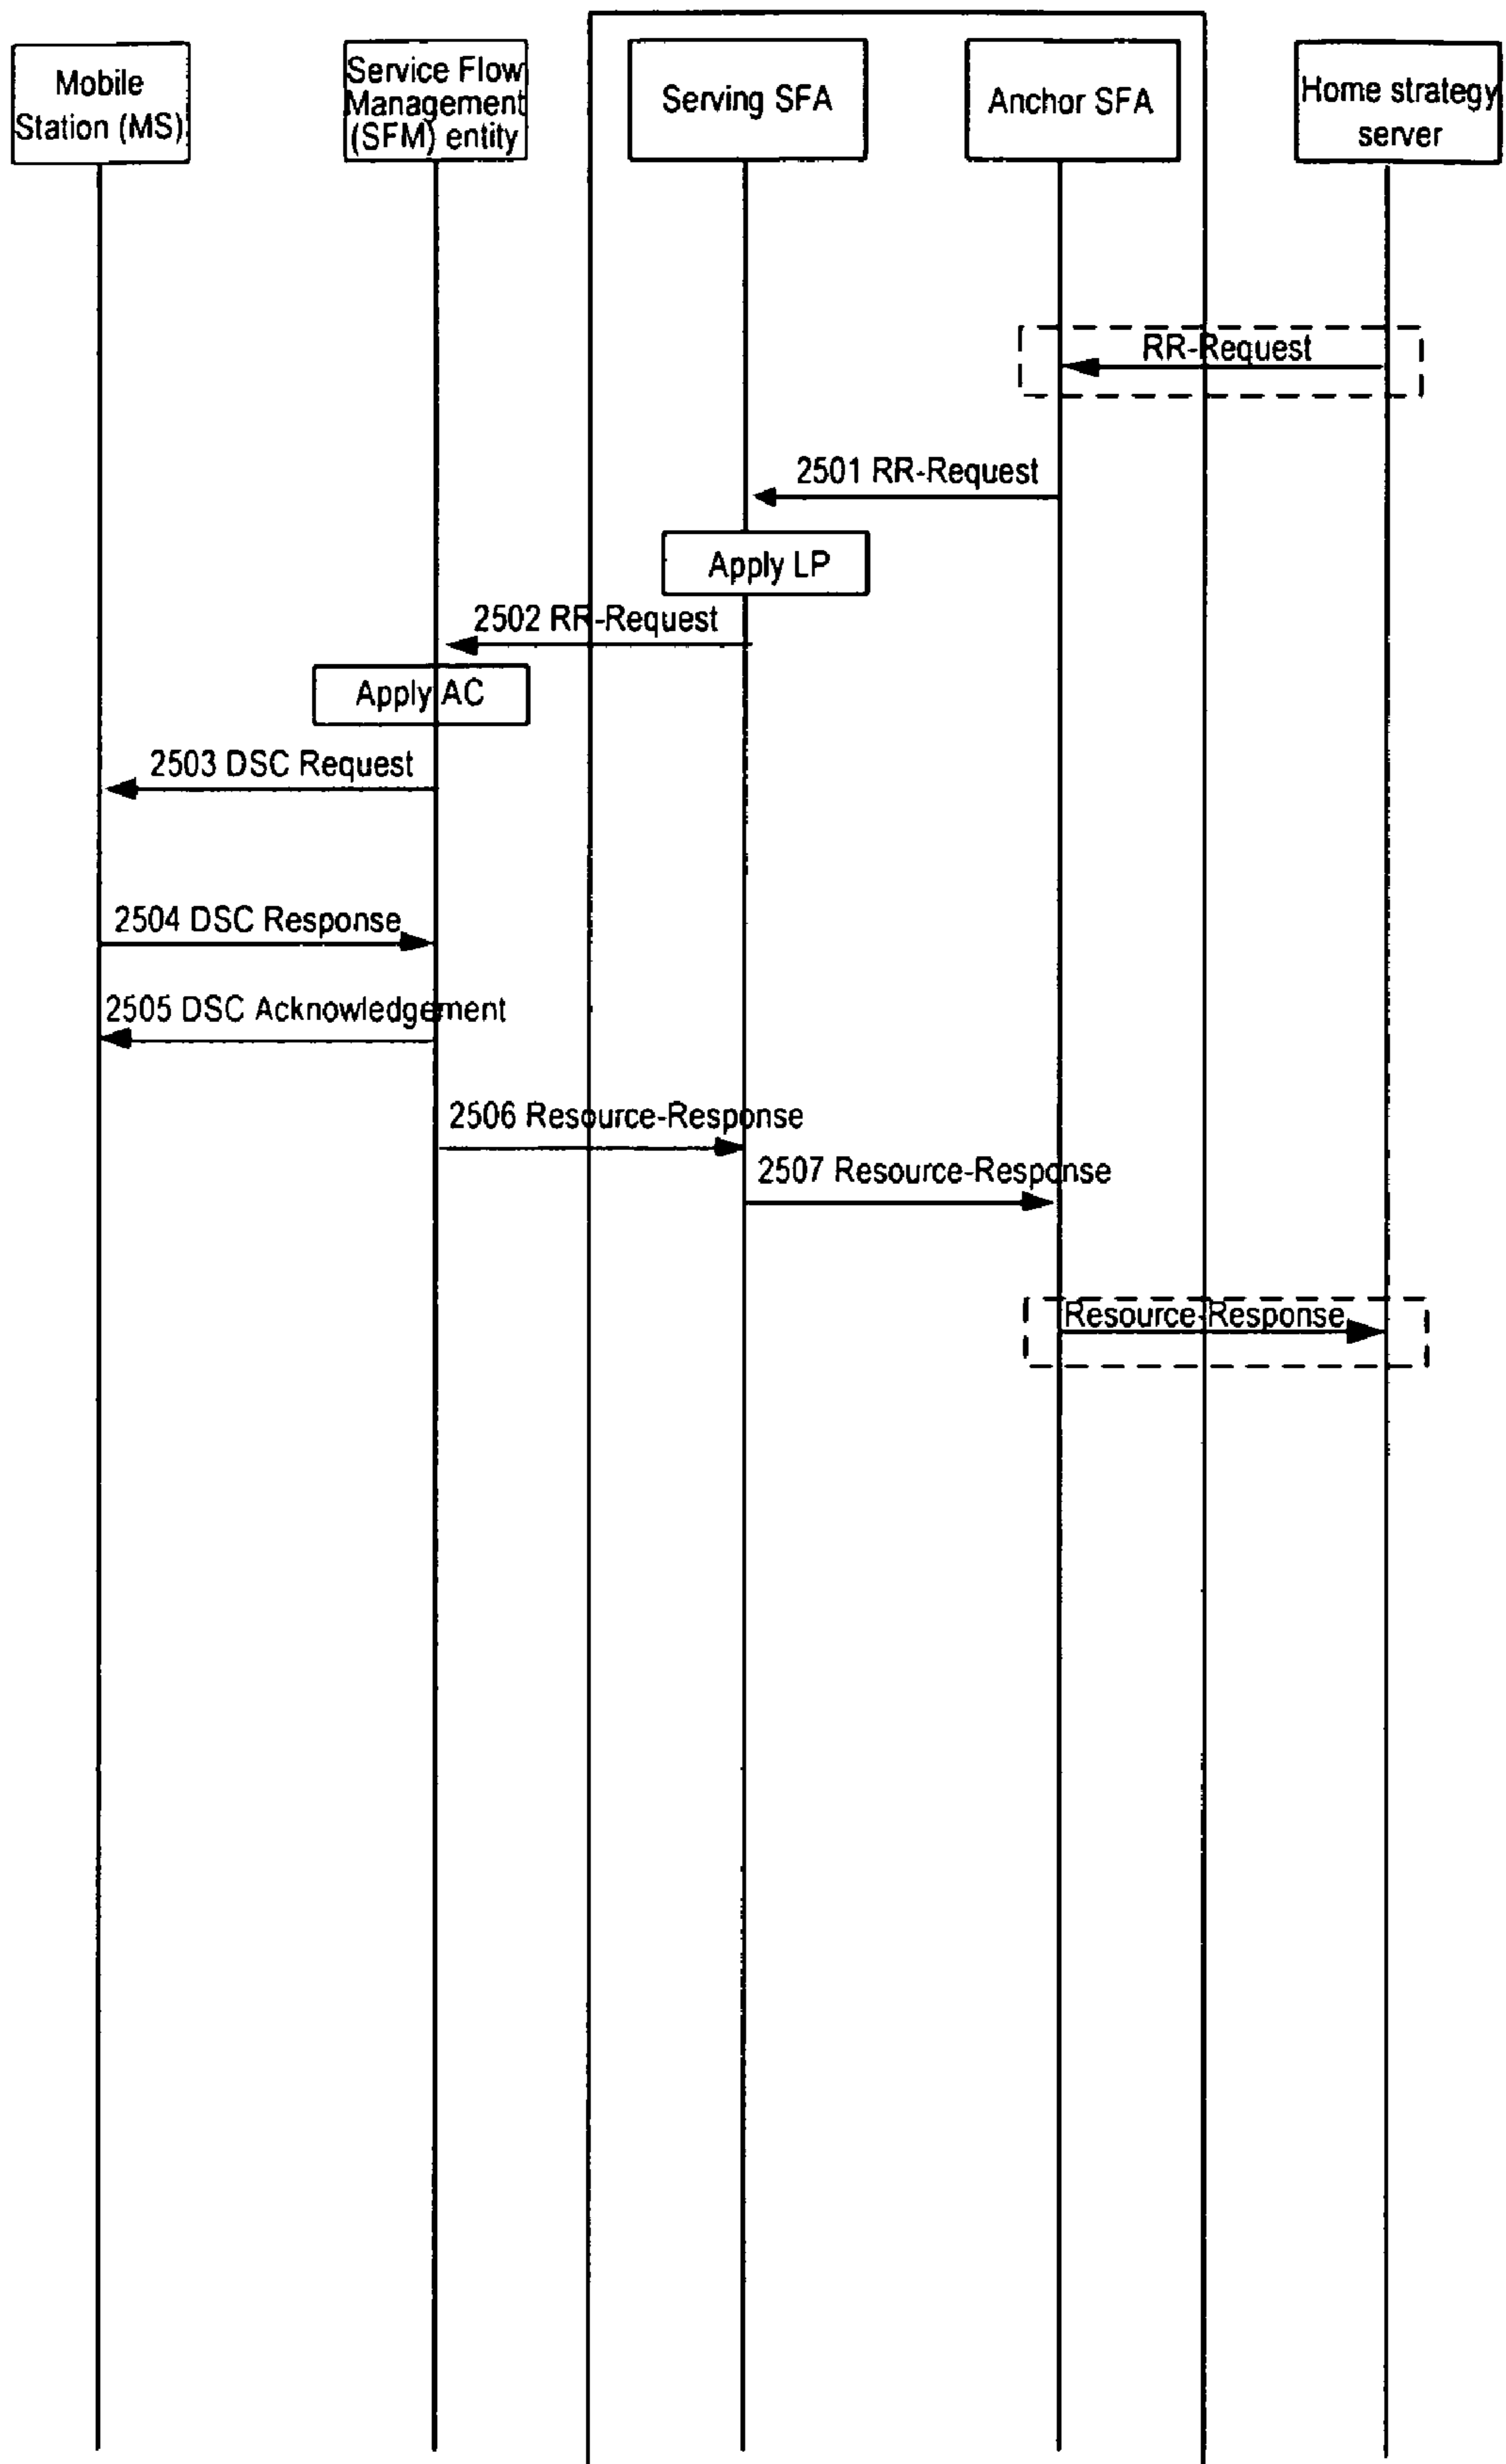 Mobile
Station (MS)
Service Flow
Management
(SFM) entity
Serving SFA
Anchor SFA
Home strategy
server
RR-Request
2501 RR-Request
Apply LP
2502 RR-Request
Apply AC
2503 DSC Request
2504 DSC Response
2505 DSC Acknowledgement
2506 Resource-Response
2507 Resource-Response
Resource-Response